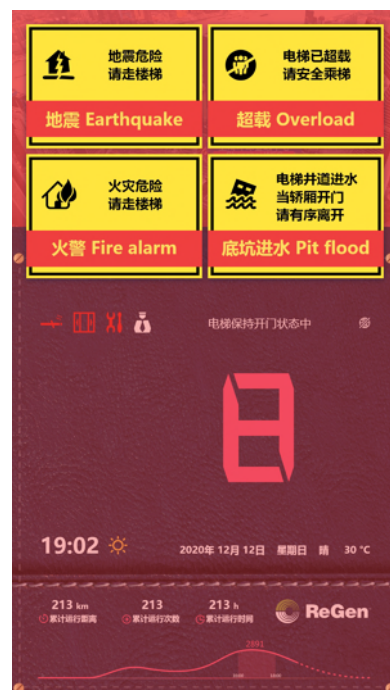 地震危险
请走楼梯
地震 Earthquake
电梯已超载
请安全乘梯
超载 Overload
火灾危险
请走楼梯
火警 Fire alarm
电梯井道进水
当轿厢开门
请有序离开
底坑进水 Pit flood
电梯保持开门状态中
8
19:02
2020年 12月 12日 星期日 晴 30 ℃
213 km
累计运行距离
213
累计运行次数
213 h
累计运行时间
ReGen
2891